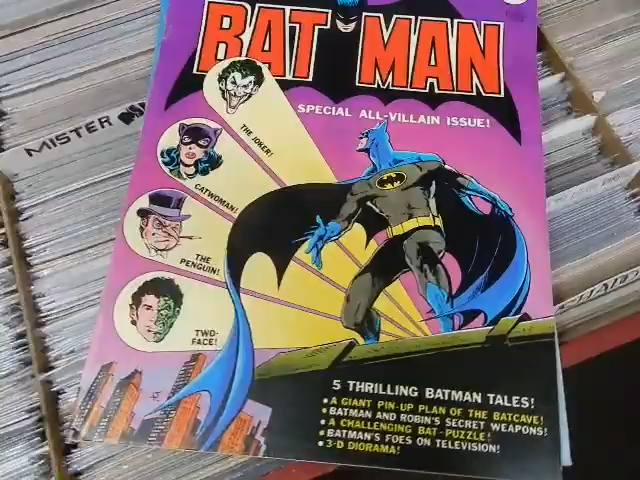 BATMAN
SPECIAL ALL-VILLAIN ISSUE!
THE JOKER!
CATWOMAN!
THE
PENGUIN!
TWO-
FACE!
5 THRILLING BATMAN TALES!
• A GIANT PIN-UP PLAN OF THE BATCAVE!
• BATMAN AND ROBIN'S SECRET WEAPONS!
• A CHALLENGING BAT-PUZZLE!
• BATMAN'S FOES ON TELEVISION!
• 3-D DIORAMA!
MISTER